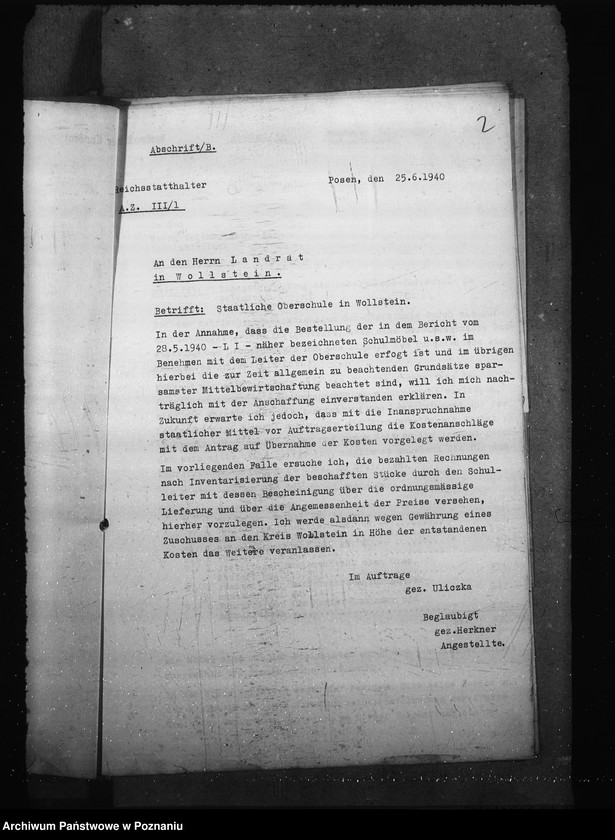 2
Abschrift/B.
Reichsstatthalter
Posen, den 25.6.1940
A.Z. III/1
An den Herrn L a n d r a t
in W o l l s t e i n .
Betrifft: Staatliche Oberschule in Wollstein.
In der Annahme, dass die Bestellung der in dem Bericht vom
28.5.1940 - L I - näher bezeichneten Schulmöbel u.s.w. im
Benehmen mit dem Leiter der Oberschule erfogt ist und im übrigen
hierbei die zur Zeit allgemein zu beachtenden Grundsätze spar-
samster Mittelbewirtschaftung beachtet sind, will ich mich nach-
träglich mit der Anschaffung einverstanden erklären. In
Zukunft erwarte ich jedoch, dass mit die Inanspruchnahme
staatlicher Mittel vor Auftragserteilung die Kostenanschläge
mit dem Antrag auf Übernahme der Kosten vorgelegt werden.
Im vorliegenden Falle ersuche ich, die bezahlten Rechnungen
nach Inventarisierung der beschafften Stücke durch den Schul-
leiter mit dessen Bescheinigung über die ordnungsmässige
Lieferung und über die Angemessenheit der Preise versehen,
hierher vorzulegen. Ich werde alsdann wegen Gewährung eines
Zuschusses an den Kreis Wollstein in Höhe der entstandenen
Kosten das Weitere veranlassen.
Im Auftrage
gez. Uliczka
Beglaubigt
gez.Herkner
Angestellte.
Archiwum Państwowe w Poznaniu